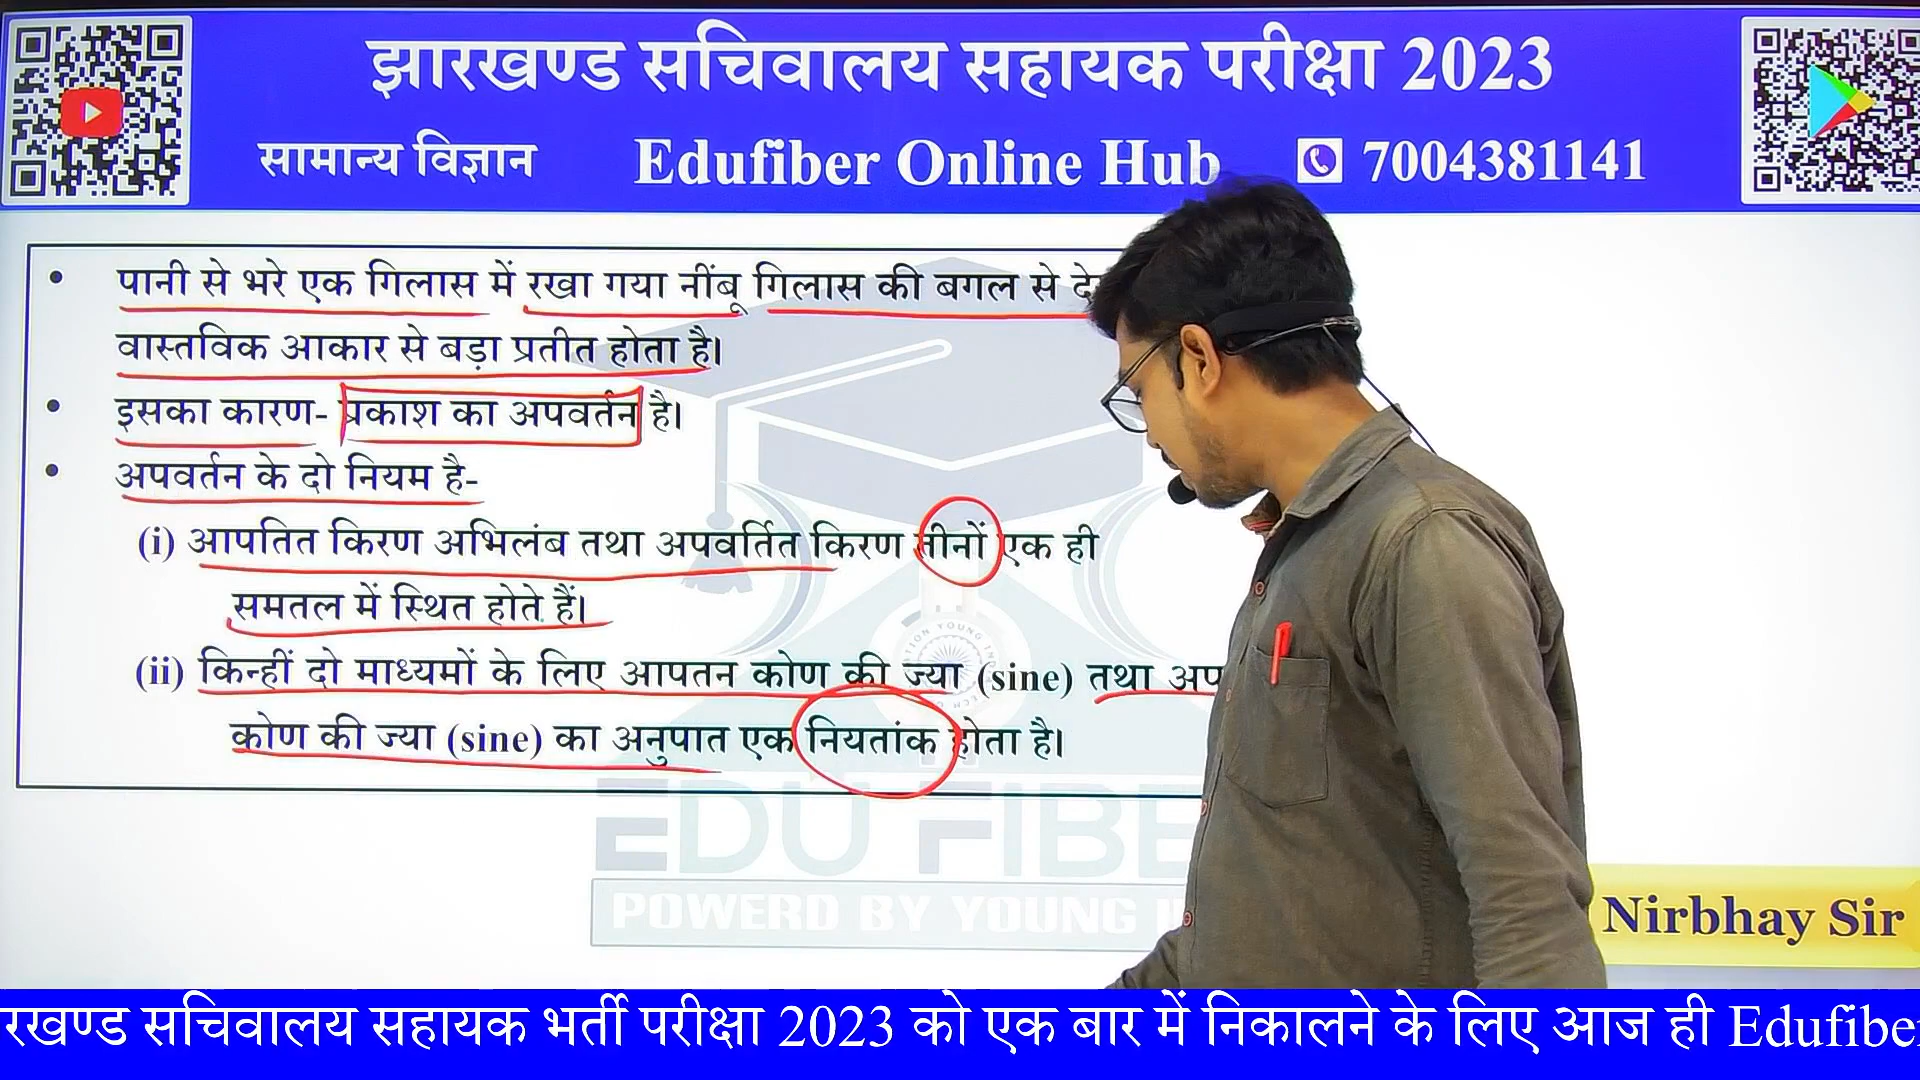 झारखण्ड सचिवालय सहायक परीक्षा 2023
सामान्य विज्ञान Edufiber Online Hub 7004381141
• पानी से भरे एक गिलास में रखा गया नींबू गिलास की बगल से
वास्तविक आकार से बड़ा प्रतीत होता है।
• इसका कारण- प्रकाश का अपवर्तन है।
• अपवर्तन के दो नियम है-
(i) आपतित किरण अभिलंब तथा अपवर्तित किरण तीनों एक ही
समतल में स्थित होते हैं।
(ii) किन्हीं दो माध्यमों के लिए आपतन कोण की ज्या (sine) तथा
कोण की ज्या (sine) का अनुपात एक नियतांक होता है।
EDU FIBE
POWERD BY YOUNG
Nirbhay Sir
रखण्ड सचिवालय सहायक भर्ती परीक्षा 2023 को एक बार में निकालने के लिए आज ही Edufibe